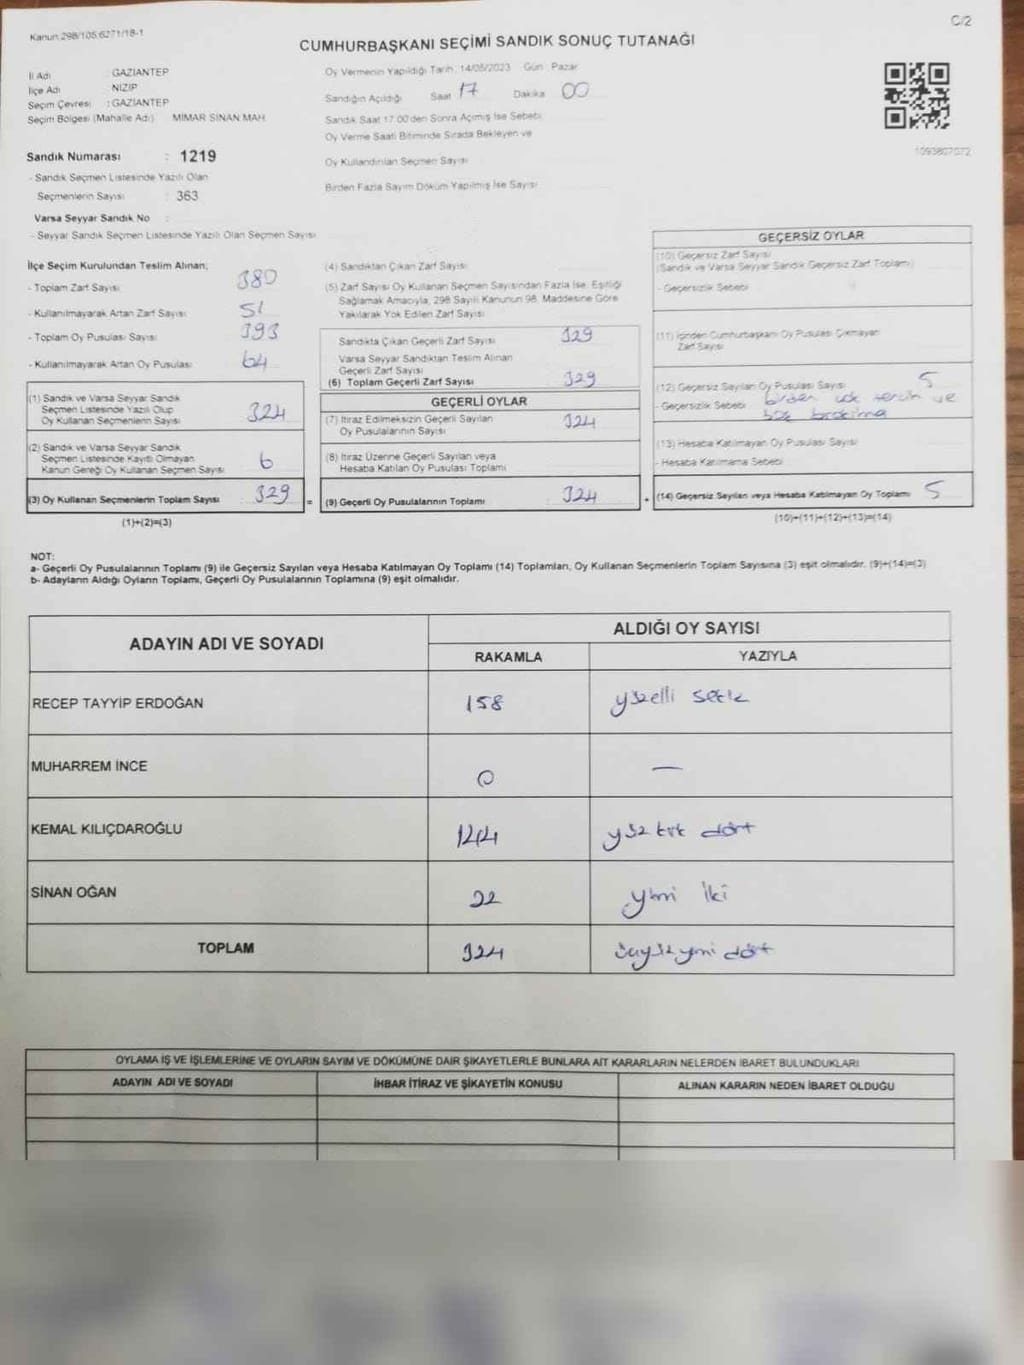 C/2
Kanun:298/105;6271/18-1
CUMHURBAŞKANI SEÇİMİ SANDIK SONUÇ TUTANAĞI
İl Adı : GAZİANTEP
İlçe Adı : NİZİP
Seçim Çevresi : GAZİANTEP
Seçim Bölgesi (Mahalle Adı) MİMAR SİNAN MAH.
Oy Vermenin Yapıldığı Tarih: 14/05/2023 Gün: Pazar
Sandığın Açıldığı Saat 17 Dakika 00
Sandık Saat 17:00'den Sonra Açımış İse Sebebi
Oy Verme Saati Bitiminde Sırada Bekleyen ve
Oy Kullandırılan Seçmen Sayısı
Birden Fazla Sayım Döküm Yapılmış İse Sayısı
1093807072
Sandık Numarası : 1219
- Sandık Seçmen Listesinde Yazılı Olan
Seçmenlerin Sayısı : 363
Varsa Seyyar Sandık No :
- Seyyar Sandık Seçmen Listesinde Yazılı Olan Seçmen Sayısı
İlçe Seçim Kurulundan Teslim Alınan;
- Toplam Zarf Sayısı 380
- Kullanılmayarak Artan Zarf Sayısı 51
- Toplam Oy Pusulası Sayısı 393
- Kullanılmayarak Artan Oy Pusulası 64
(1) Sandık ve Varsa Seyyar Sandık
Seçmen Listesinde Yazılı Olup
Oy Kullanan Seçmenlerin Sayısı 324
(2) Sandık ve Varsa Seyyar Sandık
Seçmen Listesinde Kayıtlı Olmayan
Kanun Gereği Oy Kullanan Seçmen Sayısı 6
(3) Oy Kullanan Seçmenlerin Toplam Sayısı 329 =
(1)+(2)=(3)
(4) Sandıktan Çıkan Zarf Sayısı
(5) Zarf Sayısı Oy Kullanan Seçmen Sayısından Fazla İse, Eşitliği
Sağlamak Amacıyla, 298 Sayılı Kanunun 98. Maddesine Göre
Yakılarak Yok Edilen Zarf Sayısı
Sandıkta Çıkan Geçerli Zarf Sayısı 329
Varsa Seyyar Sandıktan Teslim Alınan
Geçerli Zarf Sayısı
(6) Toplam Geçerli Zarf Sayısı 329
GEÇERLİ OYLAR
(7) İtiraz Edilmeksizin Geçerli Sayılan
Oy Pusulalarının Sayısı 324
(8) İtiraz Üzerine Geçerli Sayılan veya
Hesaba Katılan Oy Pusulası Toplamı
(9) Geçerli Oy Pusulalarının Toplamı 324 +
GEÇERSİZ OYLAR
(10) Geçersiz Zarf Sayısı
(Sandık ve Varsa Seyyar Sandık Geçersiz Zarf Toplamı)
- Geçersizlik Sebebi
(11) İçinden Cumhurbaşkanı Oy Pusulası Çıkmayan
Zarf Sayısı
(12) Geçersiz Sayılan Oy Pusulası Sayısı 5
- Geçersizlik Sebebi birden çok tercih ve
boş bırakılma
(13) Hesaba Katılmayan Oy Pusulası Sayısı
- Hesaba Katılmama Sebebi
(14) Geçersiz Sayılan veya Hesaba Katılmayan Oy Toplamı 5
(10)+(11)+(12)+(13)=(14)
NOT:
a- Geçerli Oy Pusulalarının Toplamı (9) ile Geçersiz Sayılan veya Hesaba Katılmayan Oy Toplamı (14) Toplamları, Oy Kullanan Seçmenlerin Toplam Sayısına (3) eşit olmalıdır. (9)+(14)=(3)
b- Adayların Aldığı Oyların Toplamı, Geçerli Oy Pusulalarının Toplamına (9) eşit olmalıdır.
ADAYIN ADI VE SOYADI
ALDIĞI OY SAYISI
RAKAMLA YAZIYLA
RECEP TAYYİP ERDOĞAN 158 yüzelli sekiz
MUHARREM İNCE 0 —
KEMAL KILIÇDAROĞLU 144 yüz kırk dört
SİNAN OĞAN 22 yirmi iki
TOPLAM 324 üçyüz yirmi dört
OYLAMA İŞ VE İŞLEMLERİNE VE OYLARIN SAYIM VE DÖKÜMÜNE DAİR ŞİKAYETLERLE BUNLARA AİT KARARLARIN NELERDEN İBARET BULUNDUKLARI
ADAYIN ADI VE SOYADI İHBAR İTİRAZ VE ŞİKAYETİN KONUSU ALINAN KARARIN NEDEN İBARET OLDUĞU